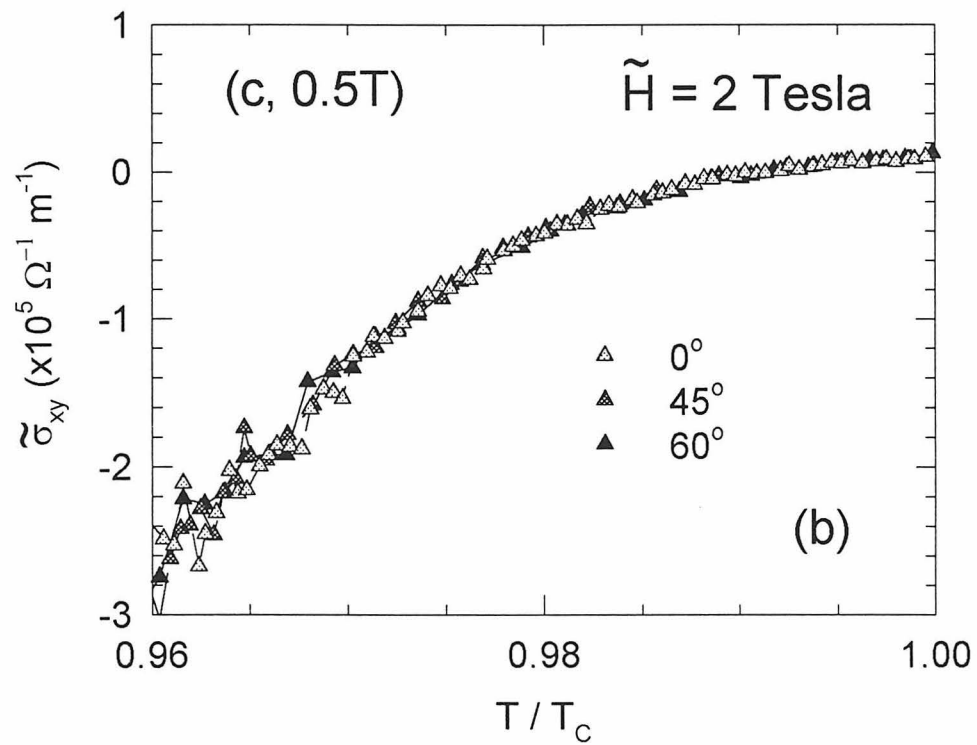 1
(c, 0.5T)
H̃ = 2 Tesla
0
-1
-2
-3
σ̃xy (x10⁵ Ω⁻¹ m⁻¹)
0°
45°
60°
(b)
0.96
0.98
1.00
T / TC